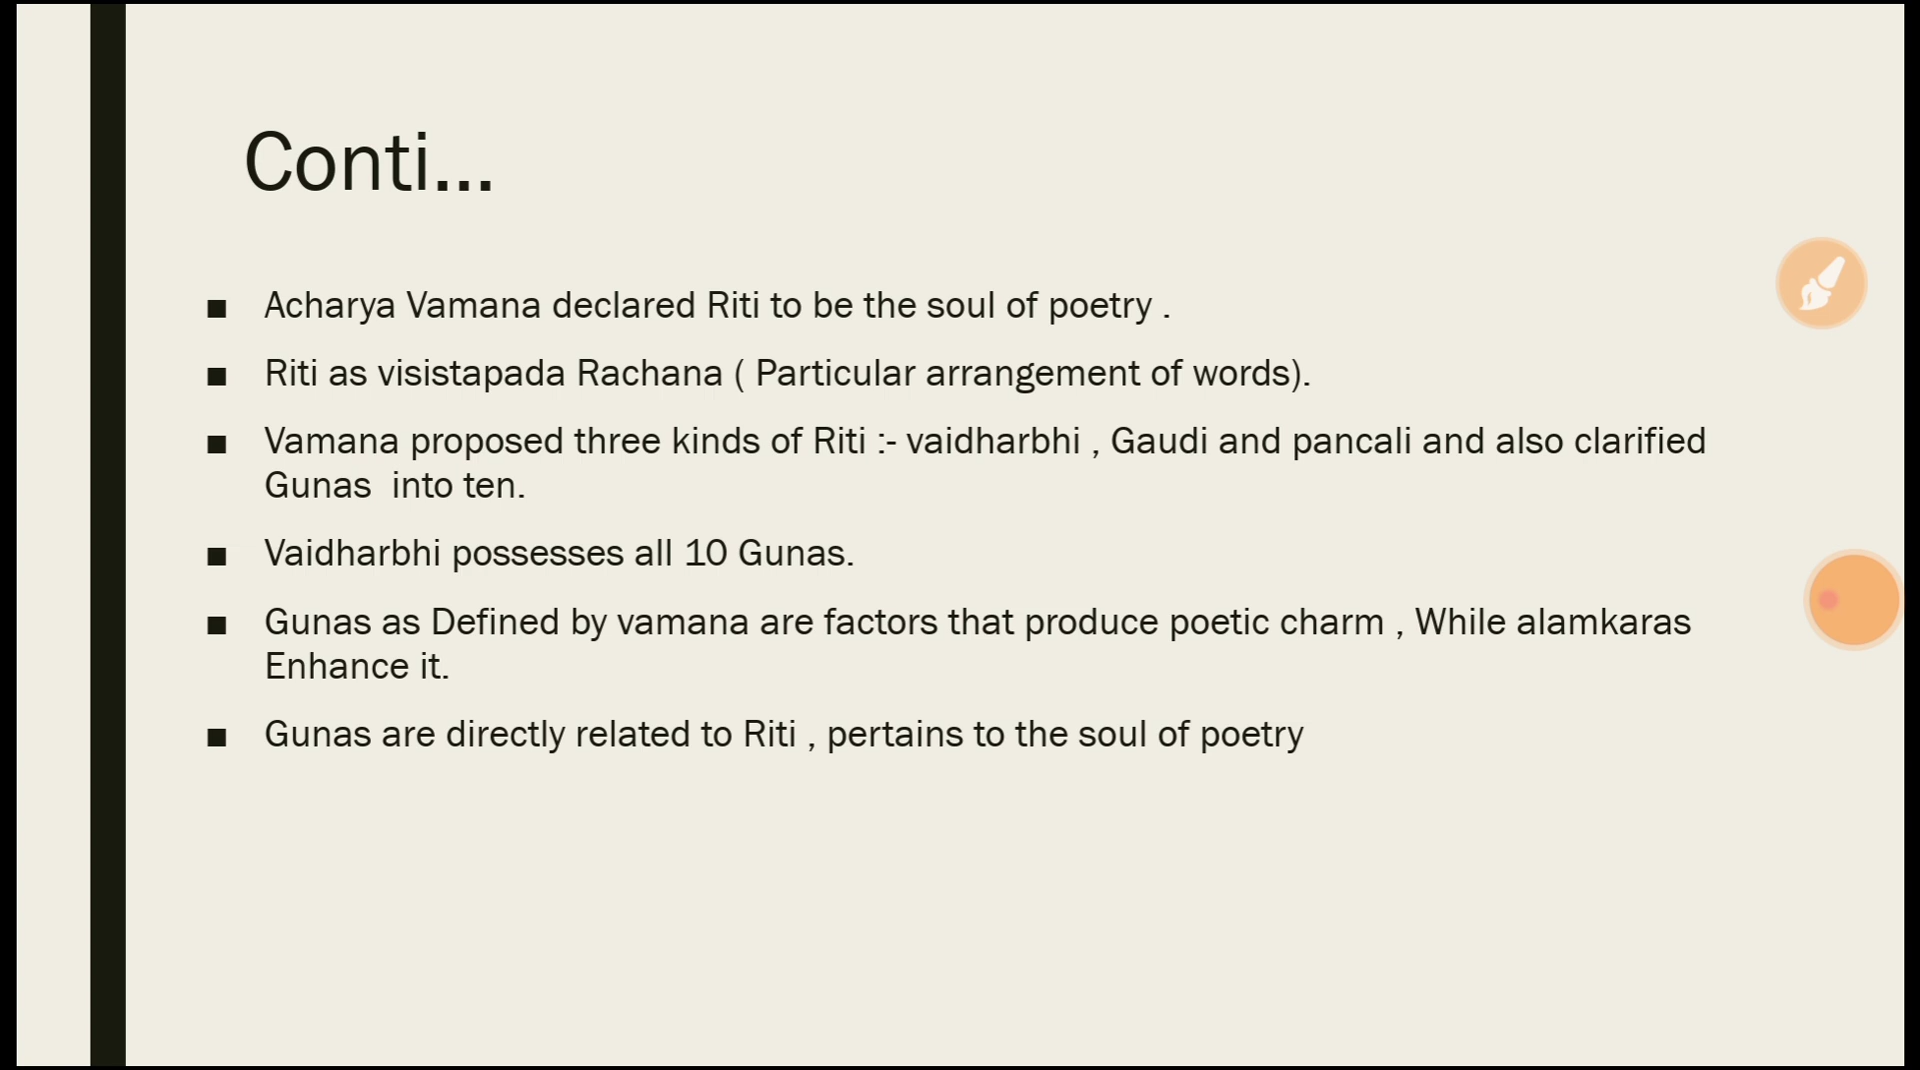 Conti...
■ Acharya Vamana declared Riti to be the soul of poetry .
■ Riti as visistapada Rachana ( Particular arrangement of words).
■ Vamana proposed three kinds of Riti :- vaidharbhi , Gaudi and pancali and also clarified
Gunas  into ten.
■ Vaidharbhi possesses all 10 Gunas.
■ Gunas as Defined by vamana are factors that produce poetic charm , While alamkaras
Enhance it.
■ Gunas are directly related to Riti , pertains to the soul of poetry